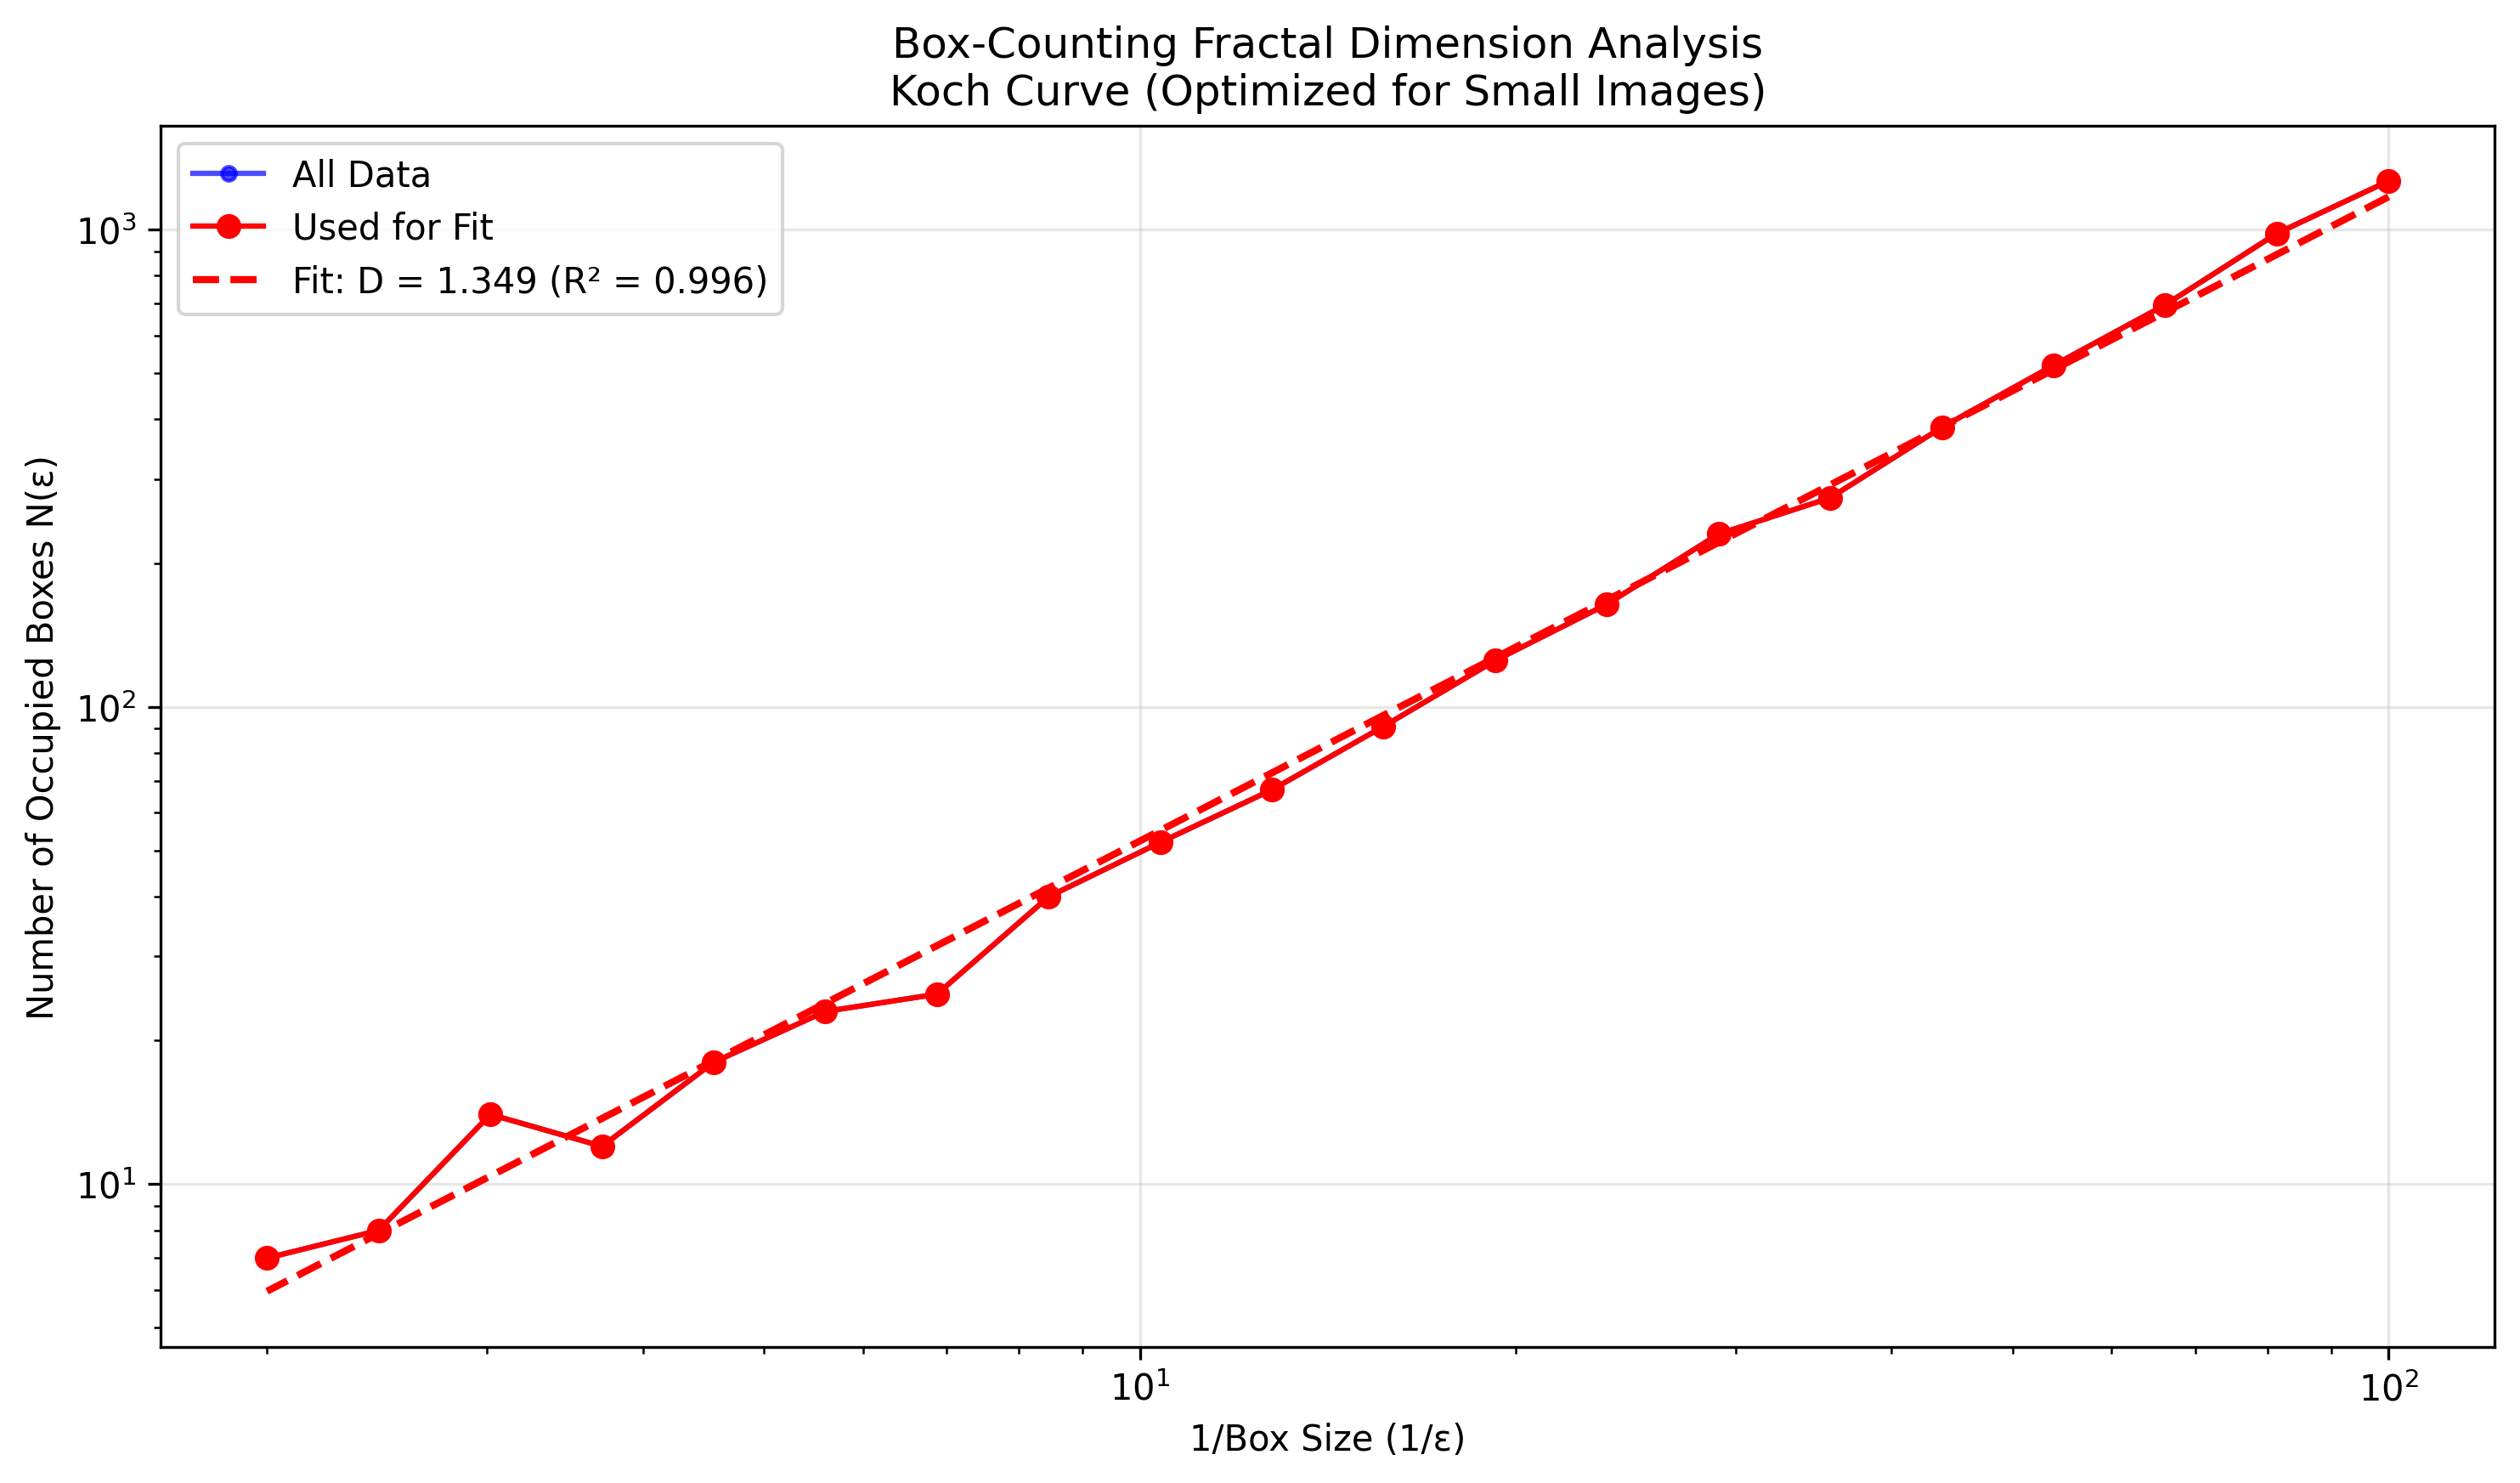 Box-Counting Fractal Dimension Analysis
Koch Curve (Optimized for Small Images)
All Data
Used for Fit
Fit: D = 1.349 (R² = 0.996)
Number of Occupied Boxes N(ε)
10³
10²
10¹
10¹
10²
1/Box Size (1/ε)